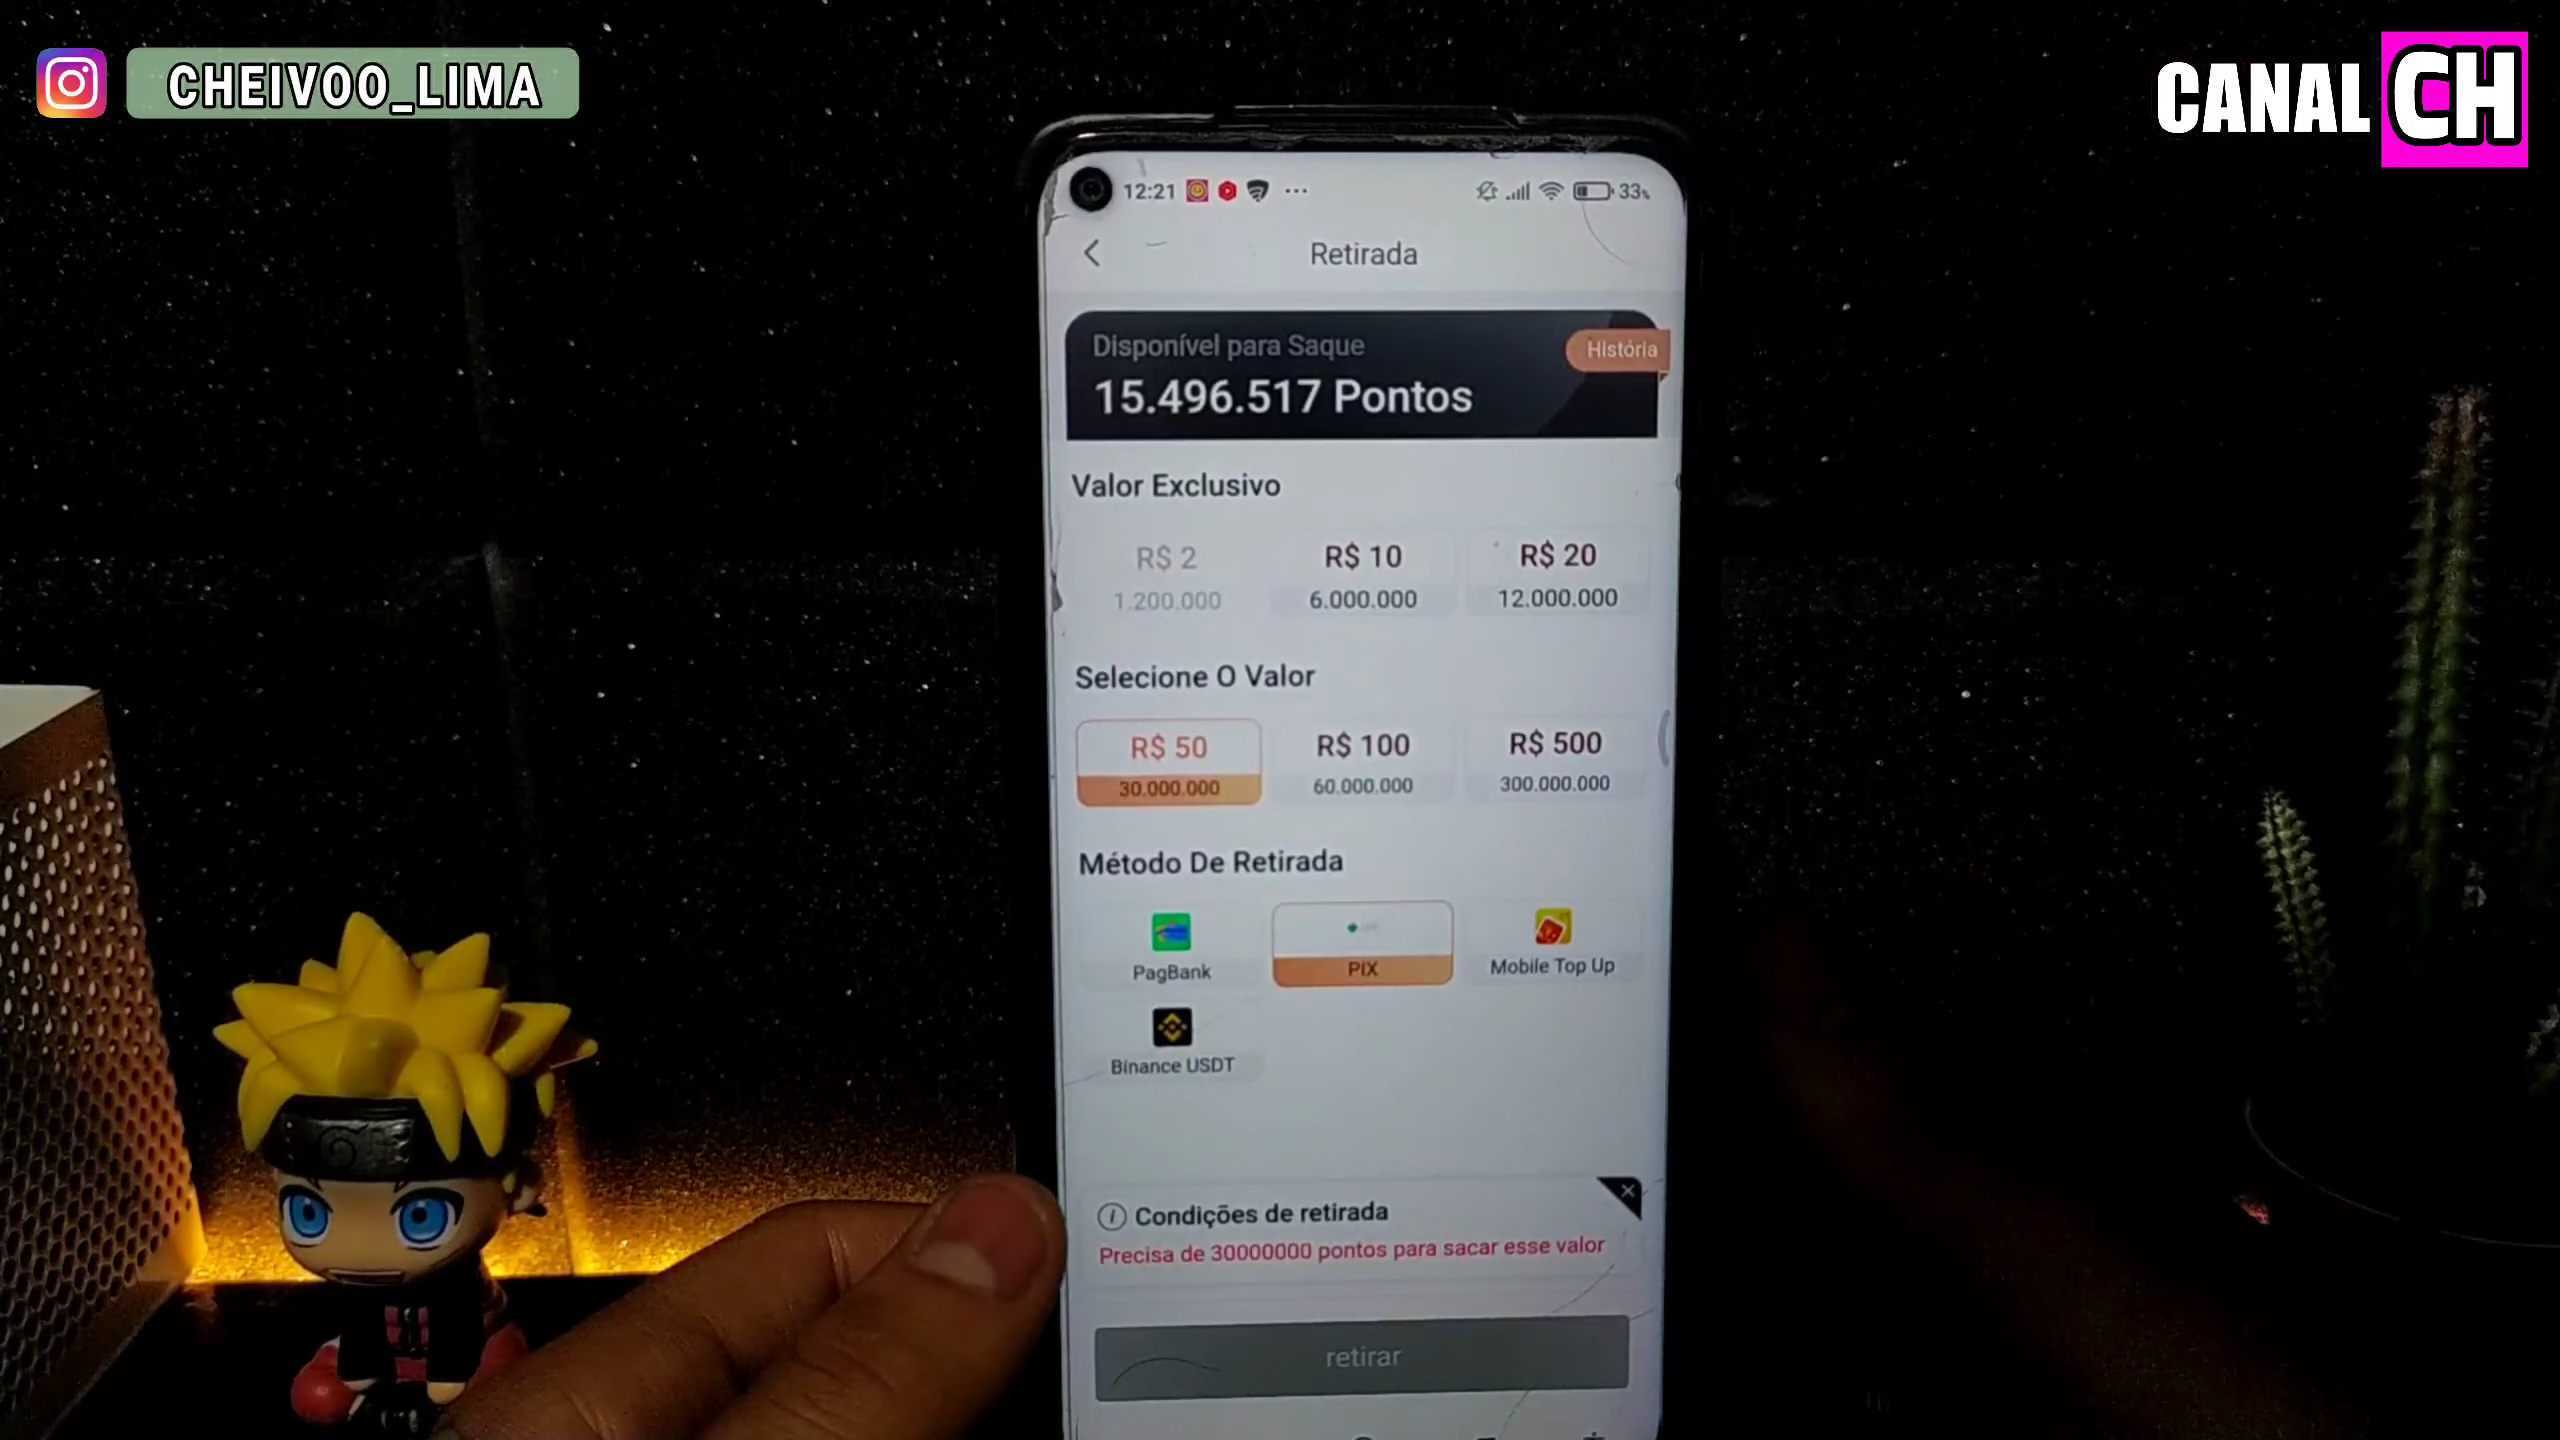 CHEIVOO_LIMA
CANAL CH
12:21
33%
Retirada
Disponível para Saque
História
15.496.517 Pontos
Valor Exclusivo
R$ 2
R$ 10
R$ 20
1.200.000
6.000.000
12.000.000
Selecione O Valor
R$ 50
R$ 100
R$ 500
30.000.000
60.000.000
300.000.000
Método De Retirada
PagBank
PIX
Mobile Top Up
Binance USDT
Condições de retirada
Precisa de 30000000 pontos para sacar esse valor
retirar